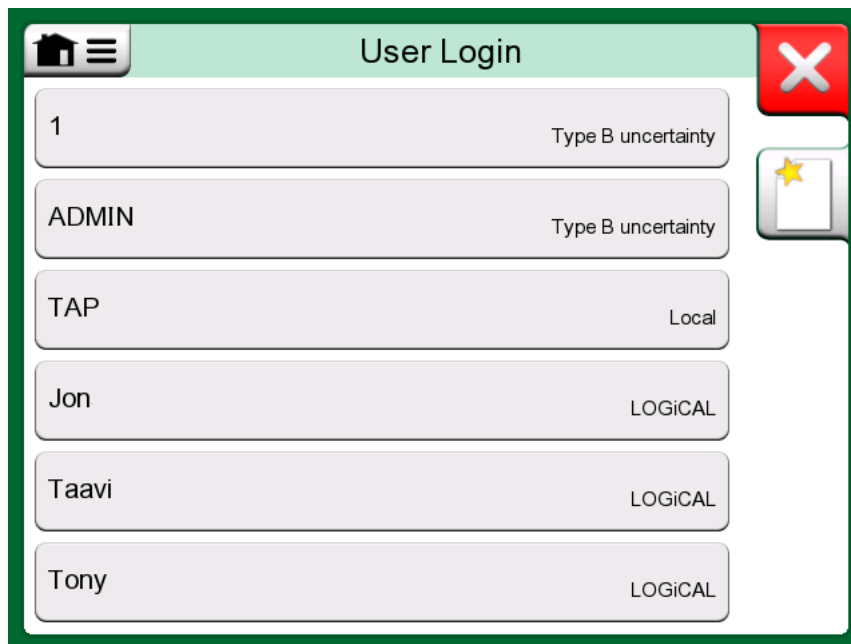 User Login
1
Type B uncertainty
ADMIN
Type B uncertainty
TAP
Local
Jon
LOGiCAL
Taavi
LOGiCAL
Tony
LOGiCAL